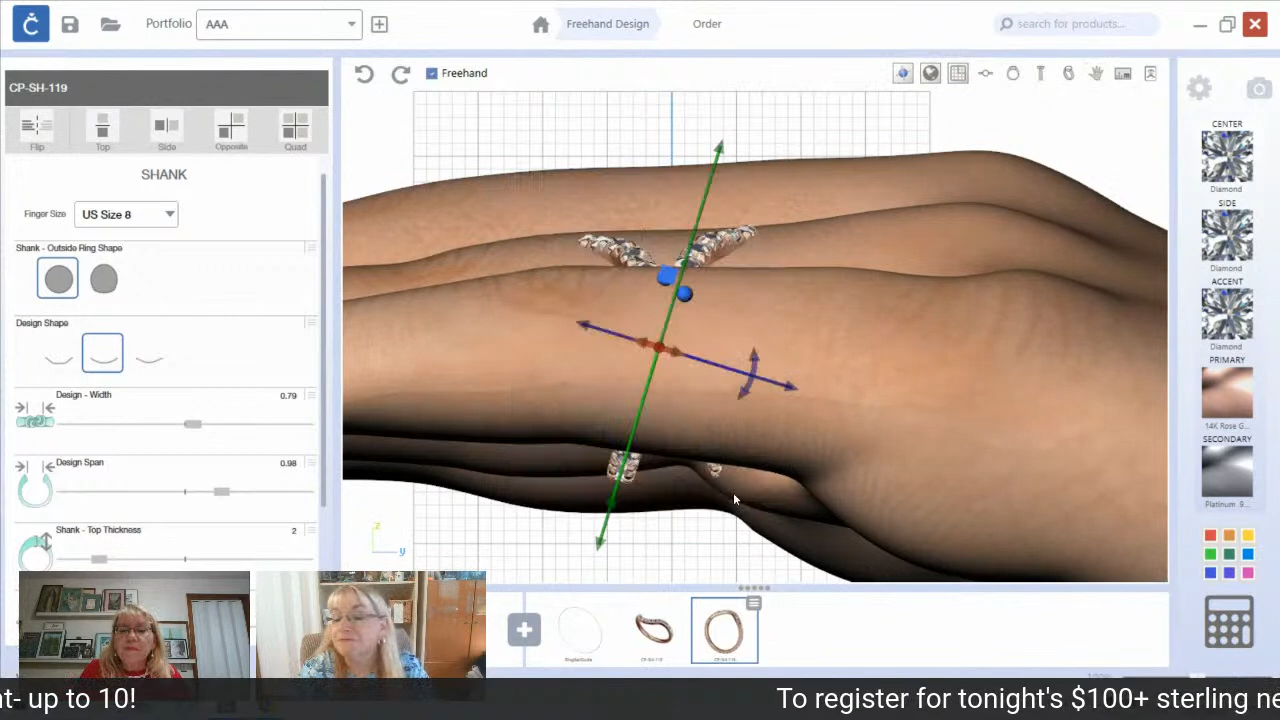 Č
Portfolio
AAA
Freehand Design
Order
search for products...
CP-SH-119
Freehand
Flip
Top
Side
Opposite
Quad
SHANK
Finger Size
US Size 8
Shank - Outside Ring Shape
Design Shape
Design - Width
0.79
Design Span
0.98
Shank - Top Thickness
2
CENTER
Diamond
SIDE
Diamond
ACCENT
Diamond
PRIMARY
14K Rose G...
SECONDARY
Platinum .9...
z
y
CP-SH-119
nt- up to 10!
To register for tonight's $100+ sterling ne